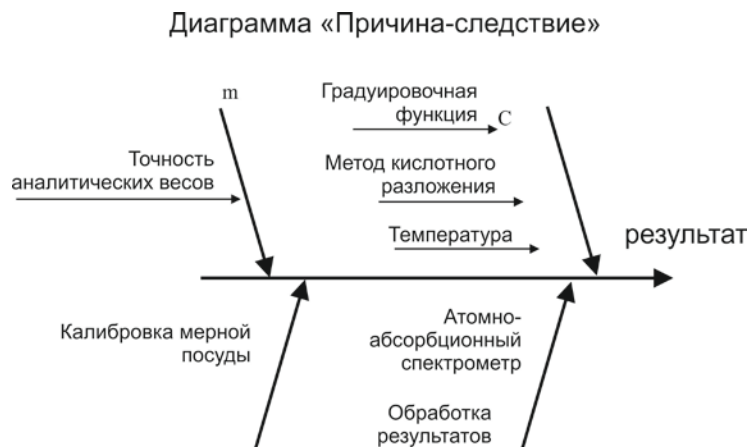 Диаграмма «Причина-следствие»
m
Градуировочная
функция C
Точность
аналитических весов
Метод кислотного
разложения
Температура
результат
Калибровка мерной
посуды
Атомно-
абсорбционный
спектрометр
Обработка
результатов